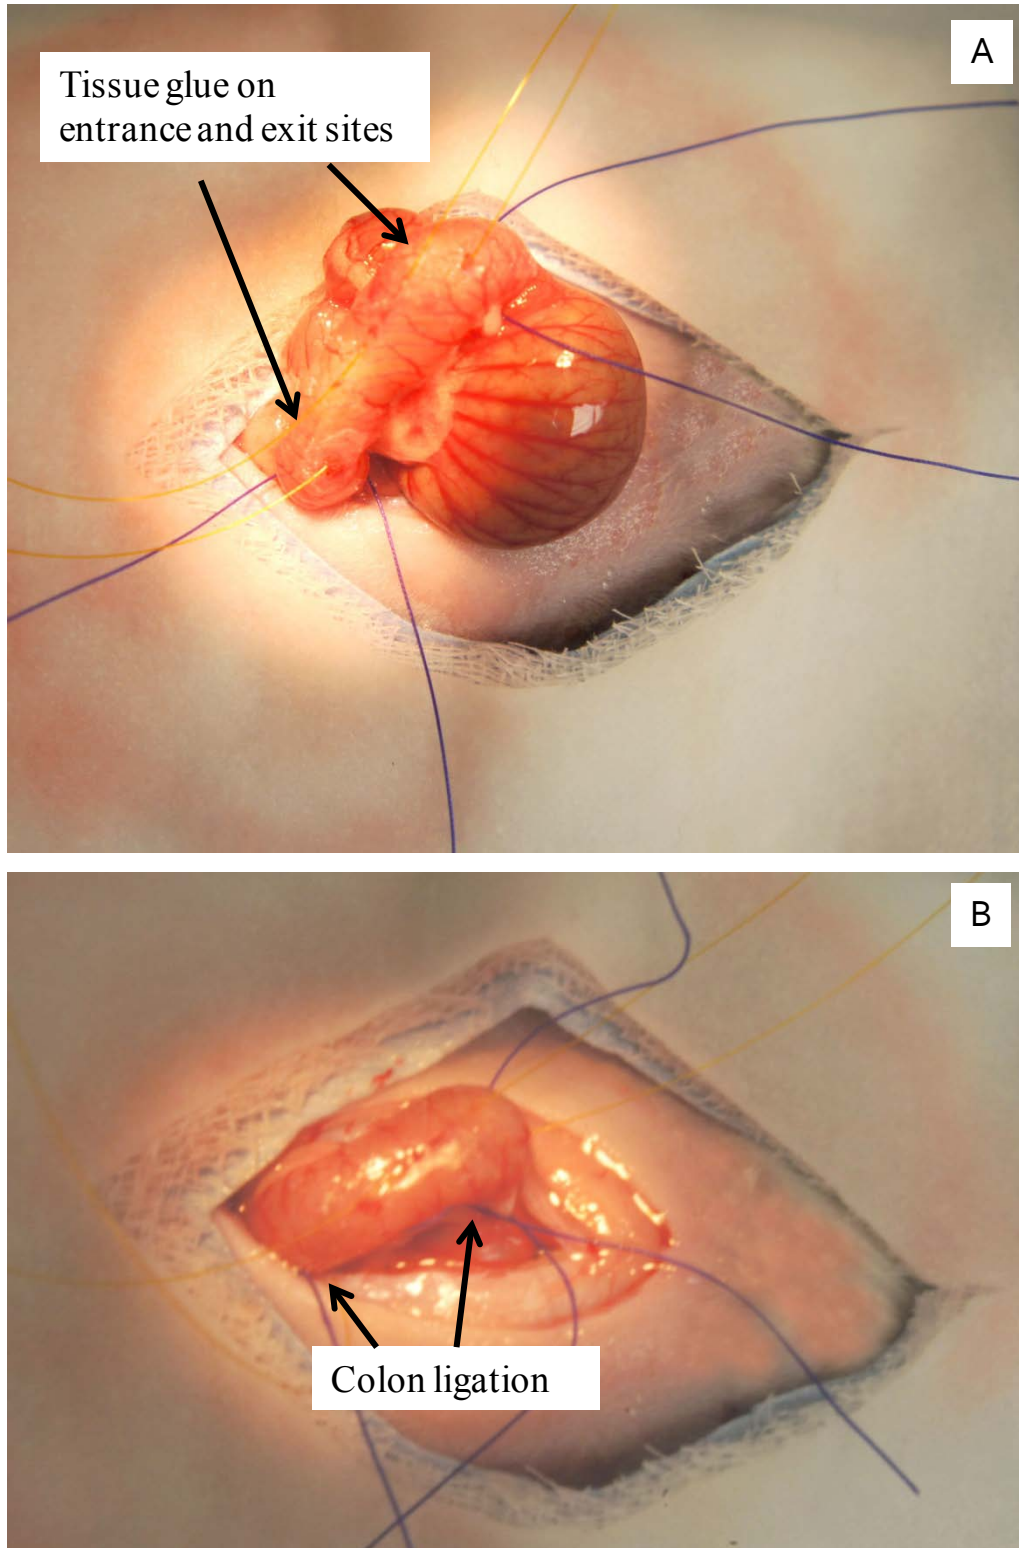 A
Tissue glue on
entrance and exit sites
B
Colon ligation